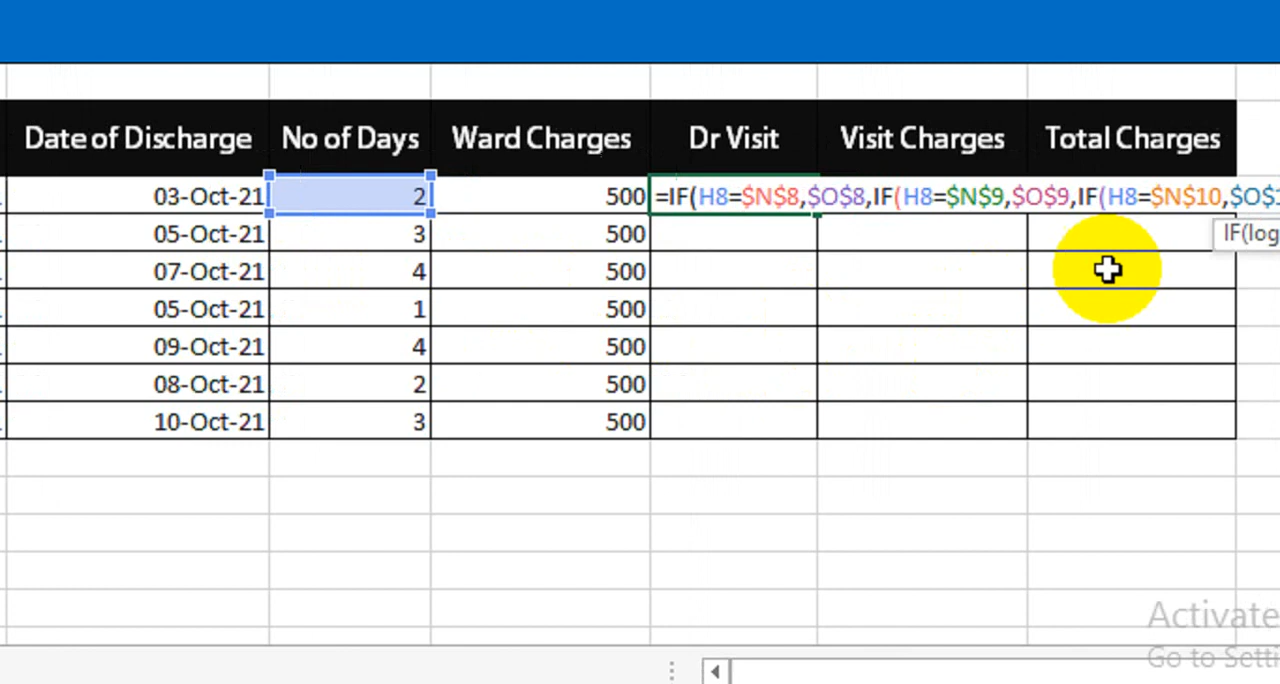 Date of Discharge No of Days Ward Charges Dr Visit Visit Charges Total Charges
03-Oct-21 2 500 =IF(H8=$N$8,$O$8,IF(H8=$N$9,$O$9,IF(H8=$N$10,$O$1
05-Oct-21 3 500 IF(log
07-Oct-21 4 500
05-Oct-21 1 500
09-Oct-21 4 500
08-Oct-21 2 500
10-Oct-21 3 500
Activate
Go to Setti